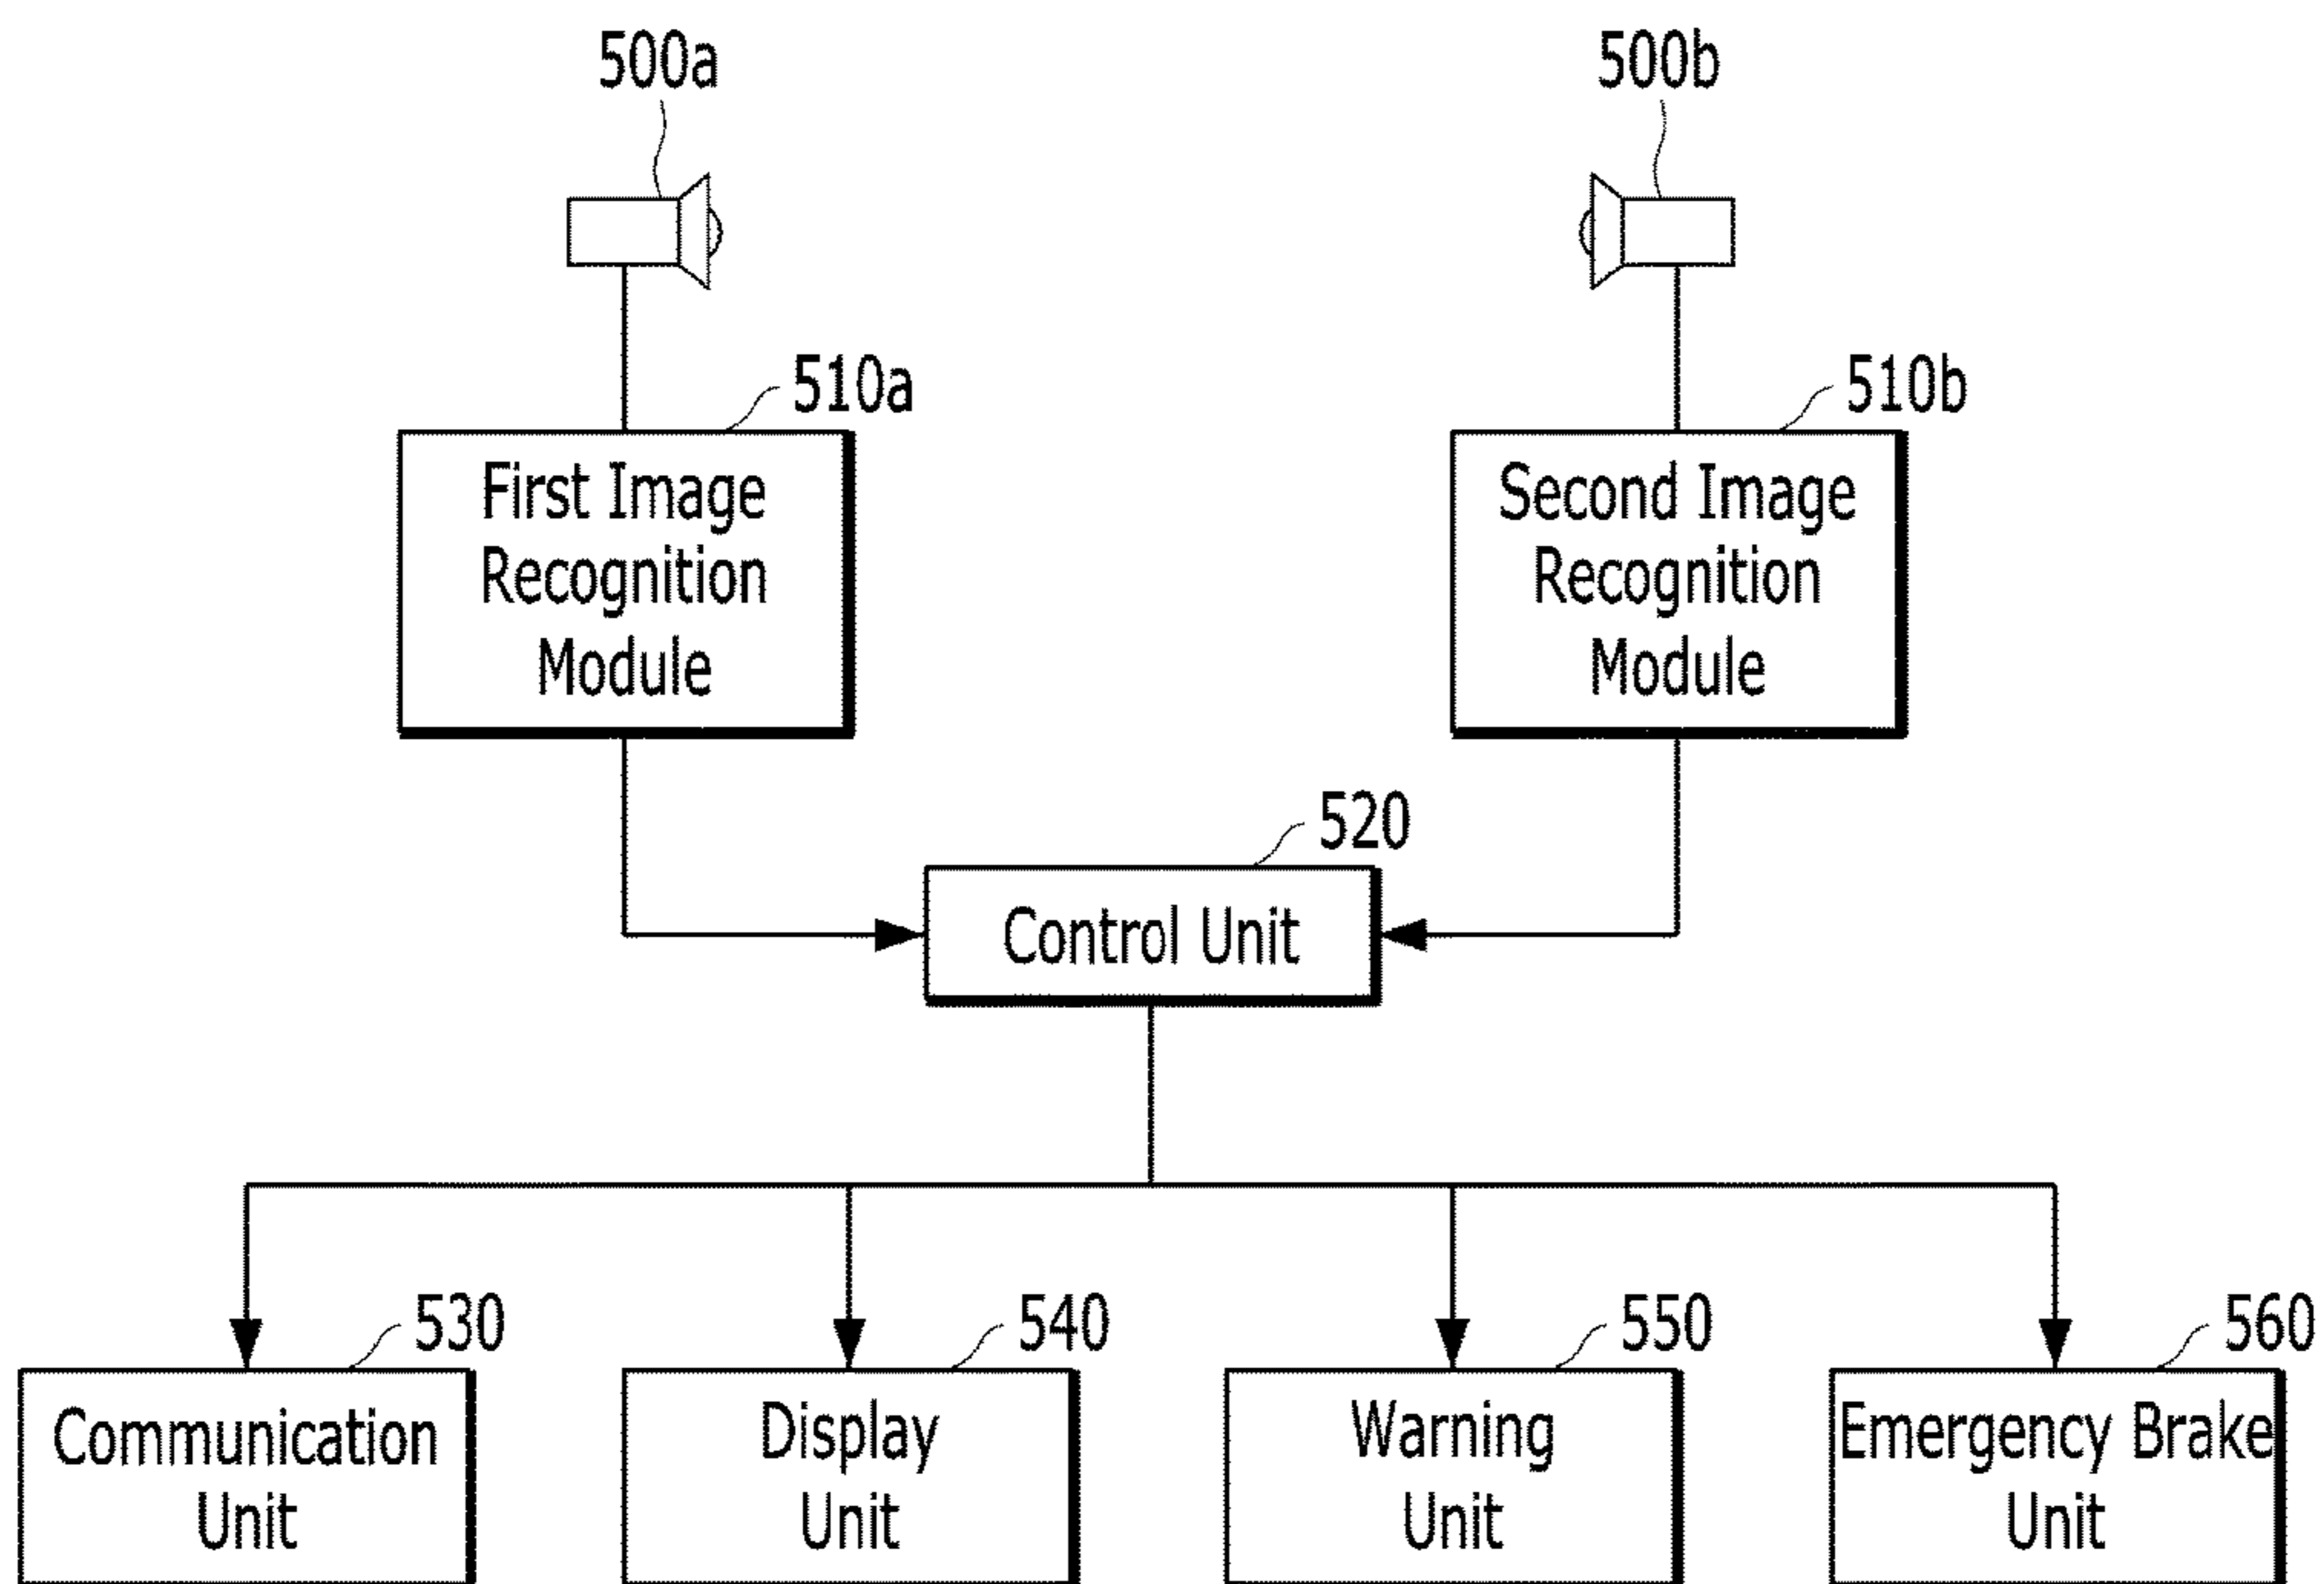 500a
500b
510a
510b
First Image
Recognition
Module
Second Image
Recognition
Module
520
Control Unit
530
540
550
560
Communication
Unit
Display
Unit
Warning
Unit
Emergency Brake
Unit